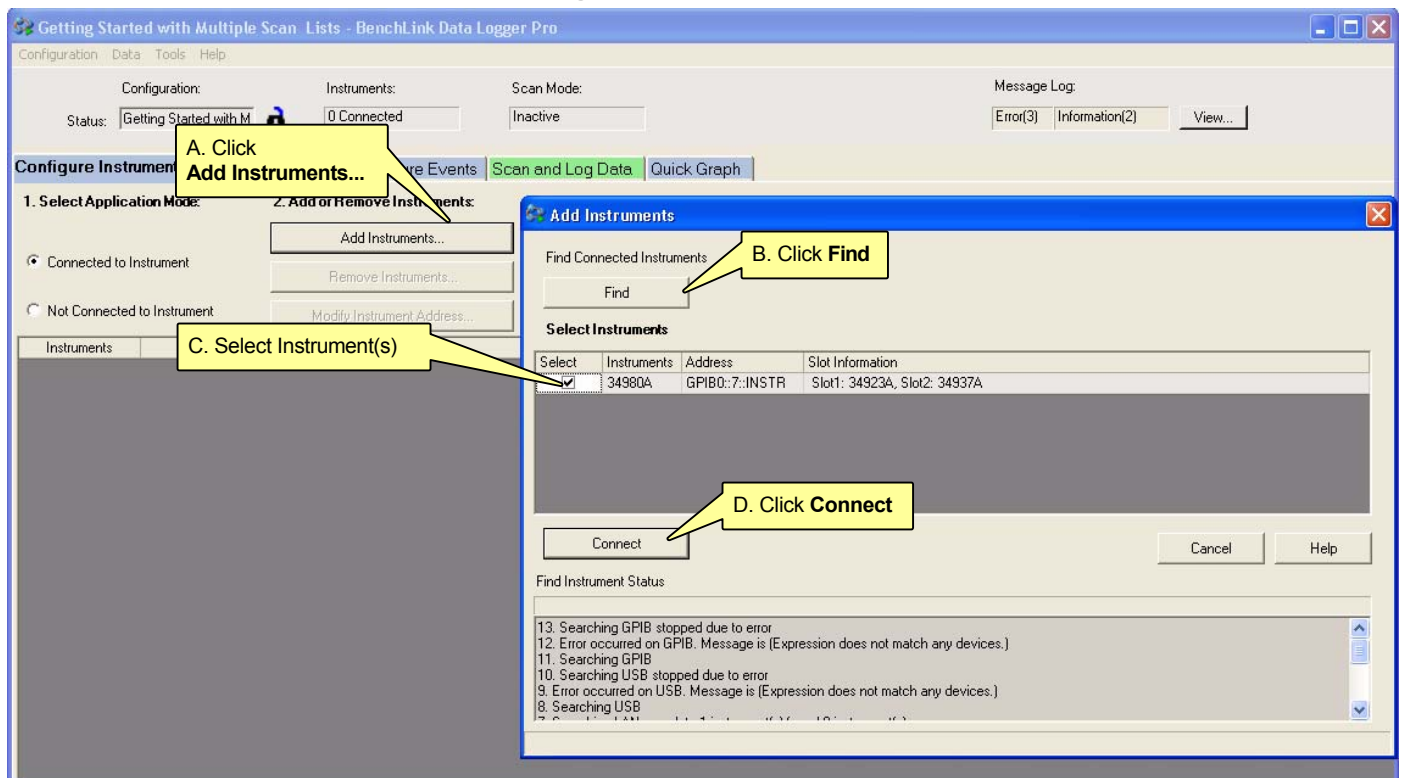 Getting Started with Multiple Scan Lists - BenchLink Data Logger Pro
Configuration Data Tools Help
Configuration: Instruments: Scan Mode: Message Log:
Status: Getting Started with M 0 Connected Inactive Error(3) Information(2) View...
A. Click
Add Instruments...
Configure Instrument re Events Scan and Log Data Quick Graph
1. Select Application Mode: 2. Add or Remove Instruments:
Add Instruments...
Connected to Instrument
Remove Instruments...
Not Connected to Instrument
Modify Instrument Address...
Instruments
C. Select Instrument(s)
Add Instruments
Find Connected Instruments
B. Click Find
Find
Select Instruments
Select Instruments Address Slot Information
34980A GPIB0::7::INSTR Slot1: 34923A, Slot2: 34937A
D. Click Connect
Connect Cancel Help
Find Instrument Status
13. Searching GPIB stopped due to error
12. Error occurred on GPIB. Message is (Expression does not match any devices.)
11. Searching GPIB
10. Searching USB stopped due to error
9. Error occurred on USB. Message is (Expression does not match any devices.)
8. Searching USB